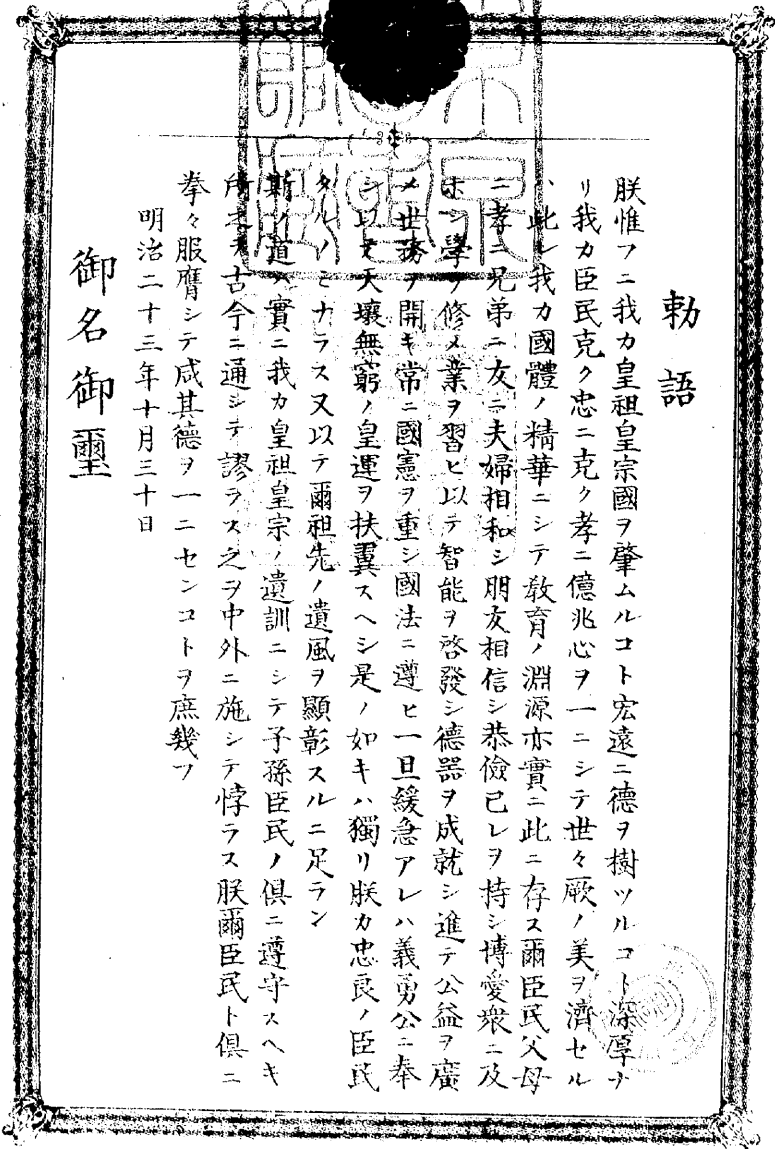 勅語
朕惟フニ我カ皇祖皇宗國ヲ肇ムルコト宏遠ニ德ヲ樹ツルコト深厚ナ
リ我カ臣民克ク忠ニ克ク孝ニ億兆心ヲ一ニシテ世々厥ノ美ヲ濟セル
ハ此レ我カ國體ノ精華ニシテ敎育ノ淵源亦實ニ此ニ存ス爾臣民父母
ニ孝ニ兄弟ニ友ニ夫婦相和シ朋友相信シ恭儉己レヲ持シ博愛衆ニ及
ホシ學ヲ修メ業ヲ習ヒ以テ智能ヲ啓發シ德器ヲ成就シ進テ公益ヲ廣
メ世務ヲ開キ常ニ國憲ヲ重シ國法ニ遵ヒ一旦緩急アレハ義勇公ニ奉
シ以テ天壤無窮ノ皇運ヲ扶翼スヘシ是ノ如キハ獨リ朕カ忠良ノ臣民
タルノミナラス又以テ爾祖先ノ遺風ヲ顯彰スルニ足ラン
斯ノ道ハ實ニ我カ皇祖皇宗ノ遺訓ニシテ子孫臣民ノ俱ニ遵守スヘキ
所之ヲ古今ニ通シテ謬ラス之ヲ中外ニ施シテ悖ラス朕爾臣民ト俱ニ
拳々服膺シテ咸其德ヲ一ニセンコトヲ庶幾フ
明治二十三年十月三十日
御名御璽